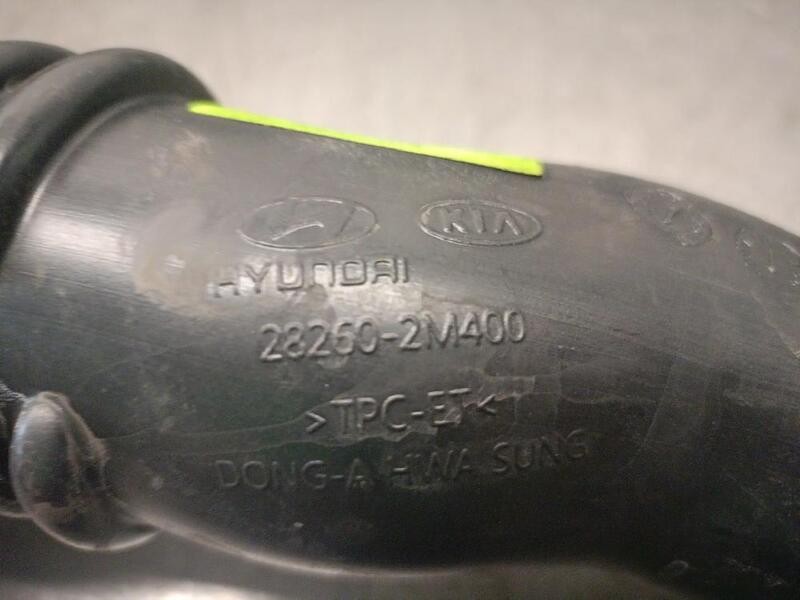 KIA
HYUNDAI
28260-2M400
>TPC-ET<
DONG-A HWA SUNG